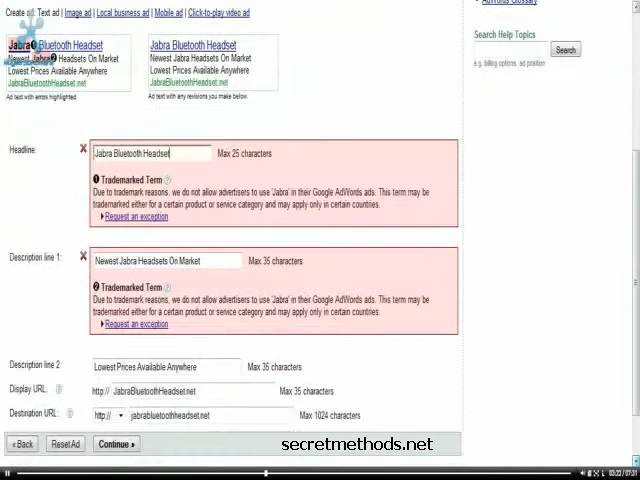 Create ad: Text ad | Image ad | Local business ad | Mobile ad | Click-to-play video ad
AdWords Glossary
Jabra❶ Bluetooth Headset
Newest Jabra❷ Headsets On Market
Lowest Prices Available Anywhere
JabraBluetoothHeadset.net
Ad text with errors highlighted.
Jabra Bluetooth Headset
Newest Jabra Headsets On Market
Lowest Prices Available Anywhere
JabraBluetoothHeadset.net
Ad text with any revisions you make below.
Search Help Topics
Search
e.g. billing options, ad position
Headline: Jabra Bluetooth Headset Max 25 characters
❶ Trademarked Term
Due to trademark reasons, we do not allow advertisers to use 'Jabra' in their Google AdWords ads. This term may be
trademarked either for a certain product or service category and may apply only in certain countries.
Request an exception
Description line 1: Newest Jabra Headsets On Market Max 35 characters
❷ Trademarked Term
Due to trademark reasons, we do not allow advertisers to use 'Jabra' in their Google AdWords ads. This term may be
trademarked either for a certain product or service category and may apply only in certain countries.
Request an exception
Description line 2: Lowest Prices Available Anywhere Max 35 characters
Display URL: http:// JabraBluetoothHeadset.net Max 35 characters
Destination URL: http:// jabrabluetoothheadset.net Max 1024 characters
« Back Reset Ad Continue »
secretmethods.net
03:22 / 07:31